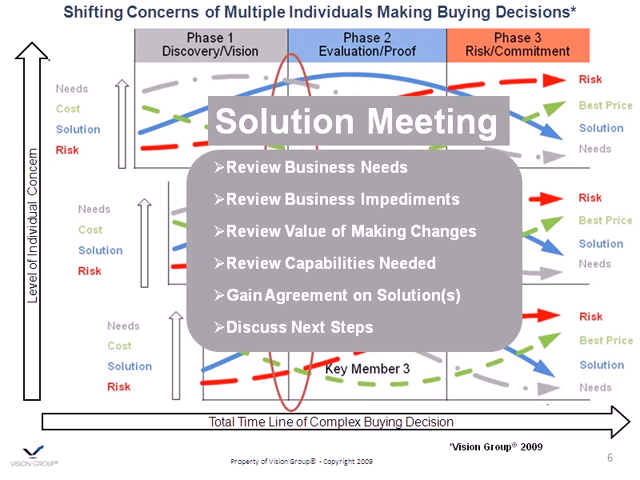 Shifting Concerns of Multiple Individuals Making Buying Decisions*
Phase 1
Discovery/Vision
Phase 2
Evaluation/Proof
Phase 3
Risk/Commitment
Needs
Cost
Solution
Risk
Risk
Best Price
Solution
Needs
Solution Meeting
➢Review Business Needs
➢Review Business Impediments
➢Review Value of Making Changes
➢Review Capabilities Needed
➢Gain Agreement on Solution(s)
➢Discuss Next Steps
Level of Individual Concern
Needs
Cost
Solution
Risk
Risk
Best Price
Solution
Needs
Needs
Cost
Solution
Risk
Key Member 3
Risk
Best Price
Solution
Needs
Total Time Line of Complex Buying Decision
*Vision Group® 2009
VISION GROUP®
Property of Vision Group® - Copyright 2009
6